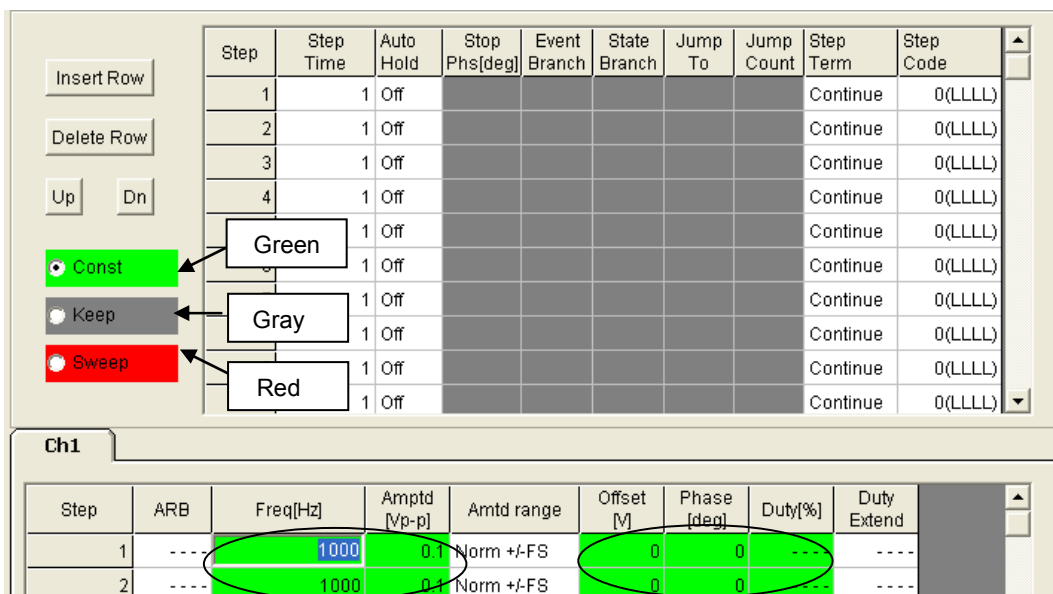 Insert Row
Delete Row
Up Dn
Const
Keep
Sweep
Green
Gray
Red
Step Step Time Auto Hold Stop Phs[deg] Event Branch State Branch Jump To Jump Count Step Term Step Code
1 1 Off Continue 0(LLLL)
2 1 Off Continue 0(LLLL)
3 1 Off Continue 0(LLLL)
4 1 Off Continue 0(LLLL)
1 Off Continue 0(LLLL)
1 Off Continue 0(LLLL)
1 Off Continue 0(LLLL)
1 Off Continue 0(LLLL)
1 Off Continue 0(LLLL)
1 Off Continue 0(LLLL)
Ch1
Step ARB Freq[Hz] Amptd [Vp-p] Amtd range Offset [V] Phase [deg] Duty[%] Duty Extend
1 ---- 1000 0.1 Norm +/-FS 0 0 ---- ----
2 ---- 1000 0.1 Norm +/-FS 0 0 ---- ----